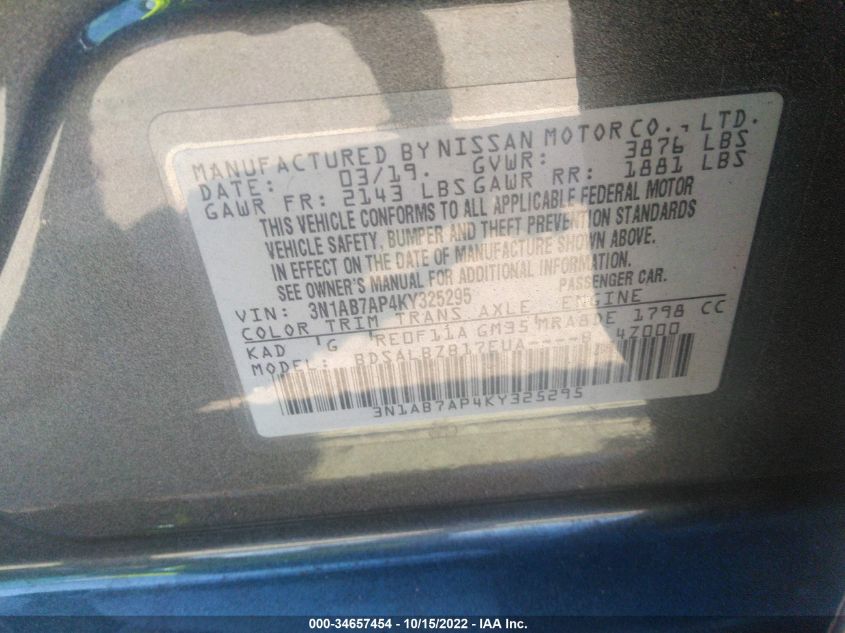 MANUFACTURED BY NISSAN MOTOR CO., LTD.
DATE: 03/19. GVWR: 3876 LBS
GAWR FR: 2143 LBS GAWR RR: 1881 LBS
THIS VEHICLE CONFORMS TO ALL APPLICABLE FEDERAL MOTOR
VEHICLE SAFETY, BUMPER AND THEFT PREVENTION STANDARDS
IN EFFECT ON THE DATE OF MANUFACTURE SHOWN ABOVE.
SEE OWNER'S MANUAL FOR ADDITIONAL INFORMATION.
VIN: 3N1AB7AP4KY325295 PASSENGER CAR.
COLOR TRIM TRANS AXLE ENGINE
KAD G RE0F11A GM35 MRA8DE 1798 CC
MODEL: BDSALBZB17EUA----B 4Z000
3N1AB7AP4KY325295
000-34657454 - 10/15/2022 - IAA Inc.